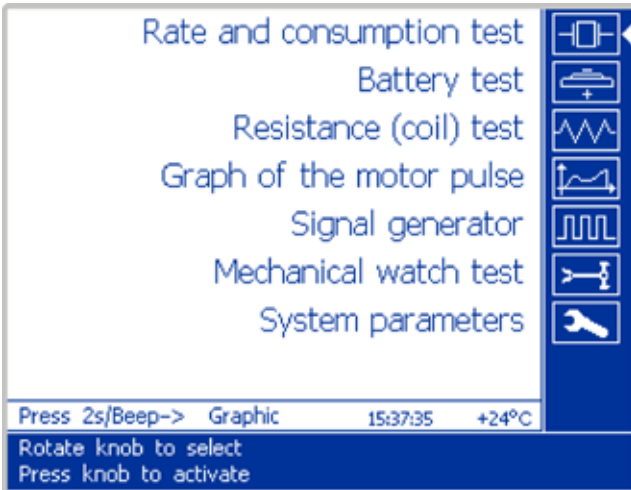 Rate and consumption test
Battery test
Resistance (coil) test
Graph of the motor pulse
Signal generator
Mechanical watch test
System parameters
Press 2s/Beep-> Graphic 15:37:35 +24°C
Rotate knob to select
Press knob to activate